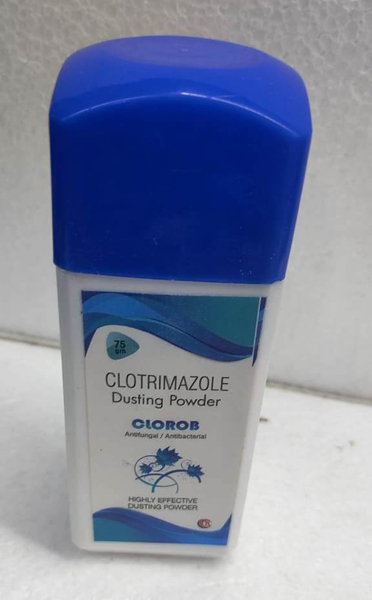 75
gm
CLOTRIMAZOLE
Dusting Powder
CLOROB
Antifungal / Antibacterial
HIGHLY EFFECTIVE
DUSTING POWDER